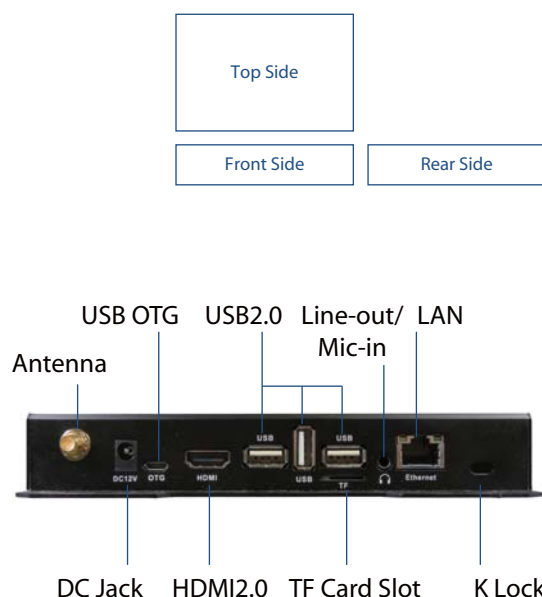 Top Side
Front Side
Rear Side
USB OTG
USB2.0
Line-out/
Mic-in
LAN
Antenna
USB
USB
DC12V
OTG
HDMI
USB
TF
Ethernet
DC Jack
HDMI2.0
TF Card Slot
K Lock